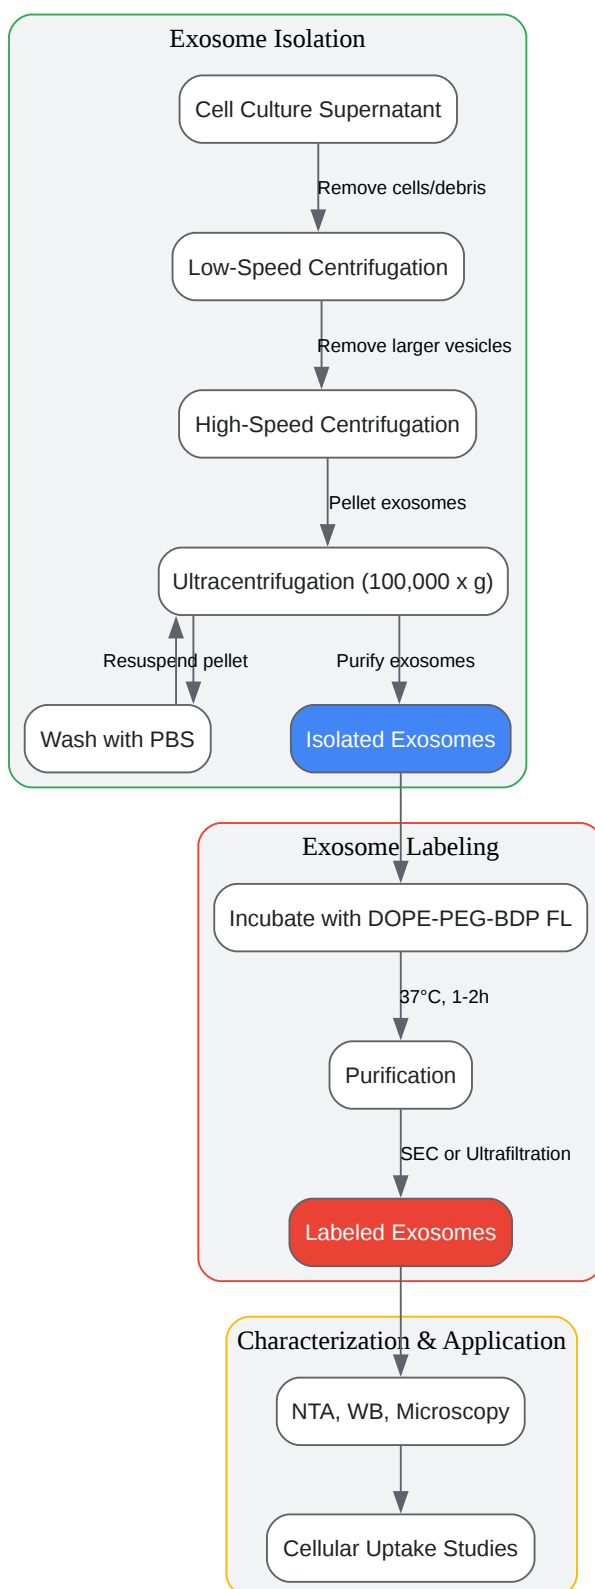 Exosome Isolation
Cell Culture Supernatant
Remove cells/debris
Low-Speed Centrifugation
Remove larger vesicles
High-Speed Centrifugation
Pellet exosomes
Ultracentrifugation (100,000 x g)
Resuspend pellet
Purify exosomes
Wash with PBS
Isolated Exosomes
Exosome Labeling
Incubate with DOPE-PEG-BDP FL
37°C, 1-2h
Purification
SEC or Ultrafiltration
Labeled Exosomes
Characterization & Application
NTA, WB, Microscopy
Cellular Uptake Studies